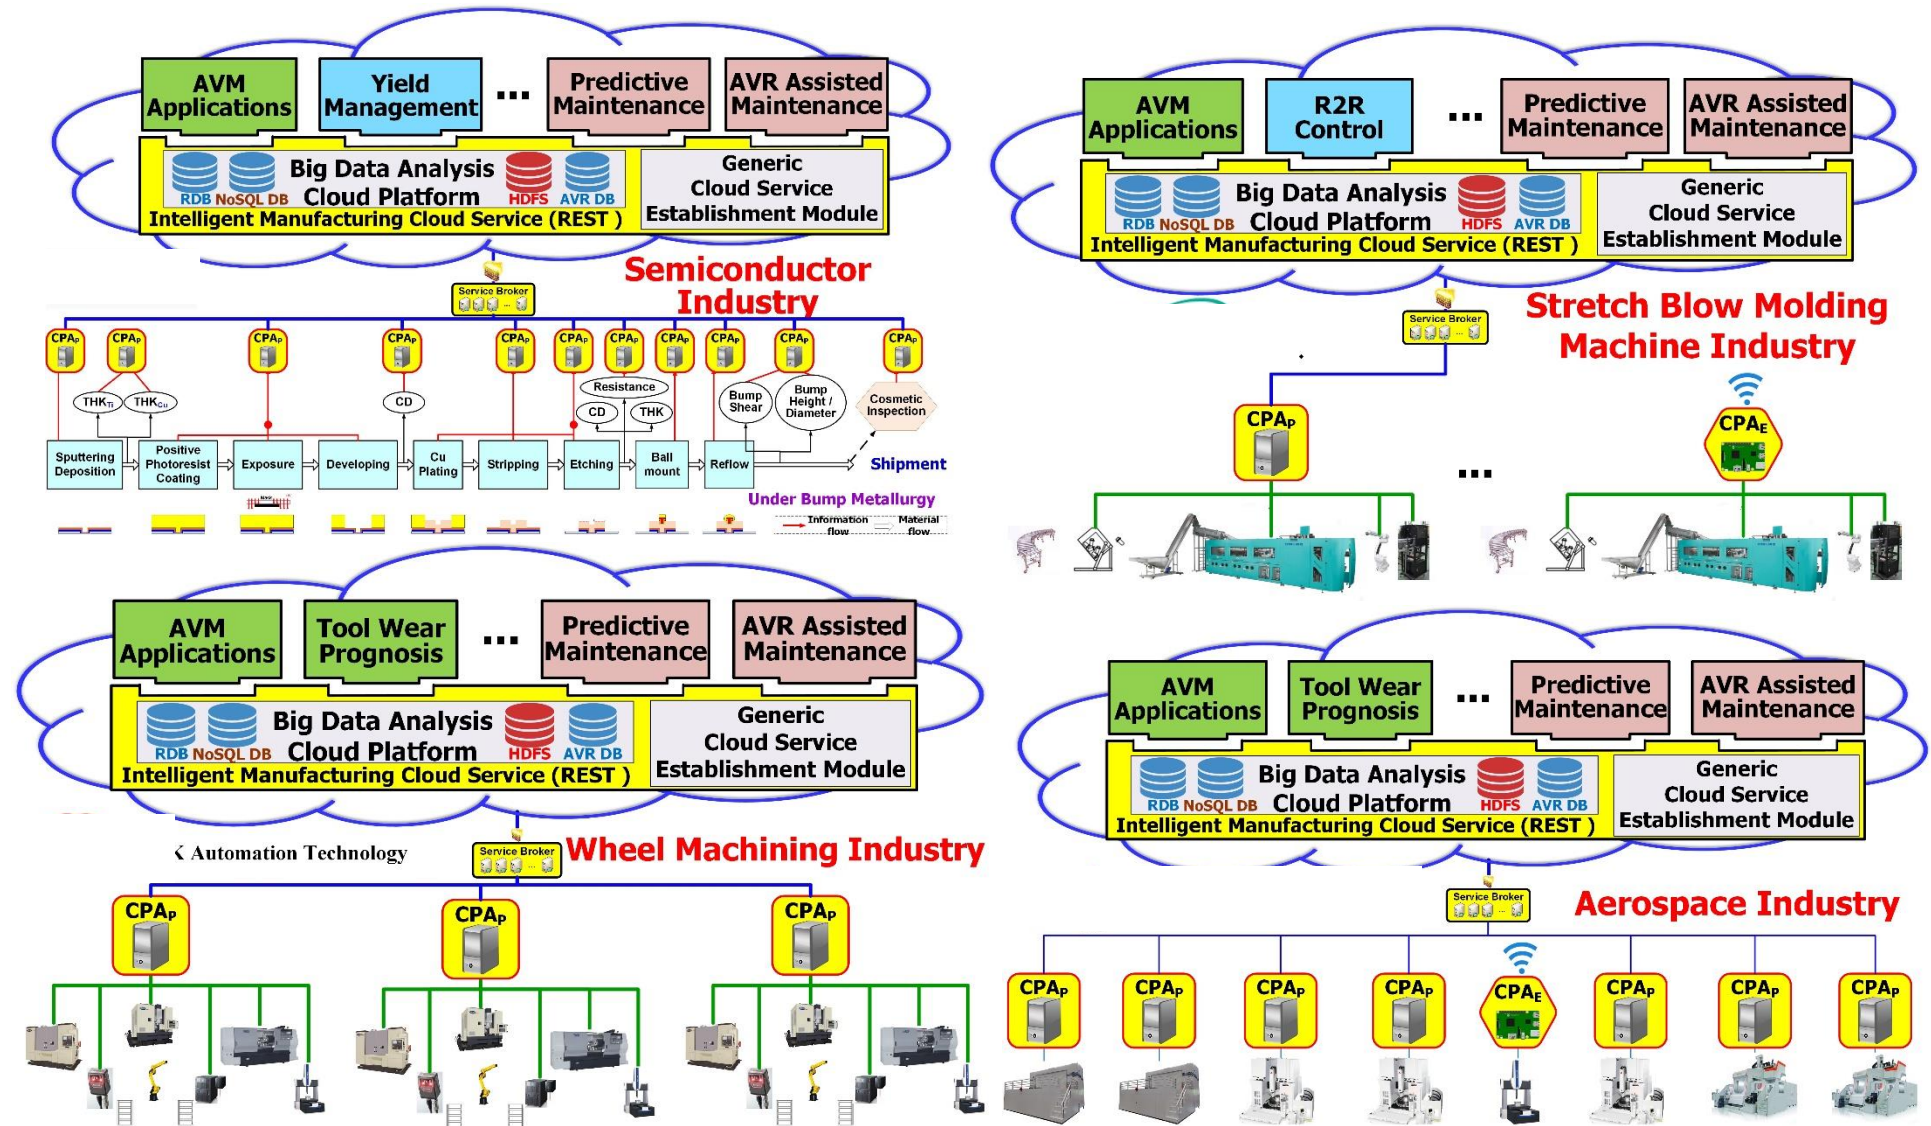 AVM
Applications
Yield
Management
...
Predictive
Maintenance
AVR Assisted
Maintenance
RDB
NoSQL DB
Big Data Analysis
Cloud Platform
HDFS
AVR DB
Generic
Cloud Service
Establishment Module
Intelligent Manufacturing Cloud Service (REST )
Service Broker
...
Semiconductor
Industry
CPAP
CPAP
CPAP
CPAP
CPAP
CPAP
CPAP
CPAP
CPAP
CPAP
CPAP
THKTi
THKCu
CD
Resistance
CD
THK
Bump
Shear
Bump
Height /
Diameter
Cosmetic
Inspection
Sputtering
Deposition
Positive
Photoresist
Coating
Exposure
Developing
Cu
Plating
Stripping
Etching
Ball
mount
Reflow
Shipment
Under Bump Metallurgy
Information
flow
Material
flow
AVM
Applications
R2R
Control
...
Predictive
Maintenance
AVR Assisted
Maintenance
RDB
NoSQL DB
Big Data Analysis
Cloud Platform
HDFS
AVR DB
Generic
Cloud Service
Establishment Module
Intelligent Manufacturing Cloud Service (REST )
Service Broker
...
Stretch Blow Molding
Machine Industry
CPAP
...
CPAE
AVM
Applications
Tool Wear
Prognosis
...
Predictive
Maintenance
AVR Assisted
Maintenance
RDB
NoSQL DB
Big Data Analysis
Cloud Platform
HDFS
AVR DB
Generic
Cloud Service
Establishment Module
Intelligent Manufacturing Cloud Service (REST )
Automation Technology
Service Broker
...
Wheel Machining Industry
CPAP
CPAP
CPAP
AVM
Applications
Tool Wear
Prognosis
...
Predictive
Maintenance
AVR Assisted
Maintenance
RDB
NoSQL DB
Big Data Analysis
Cloud Platform
HDFS
AVR DB
Generic
Cloud Service
Establishment Module
Intelligent Manufacturing Cloud Service (REST )
Service Broker
...
Aerospace Industry
CPAP
CPAP
CPAP
CPAP
CPAE
CPAP
CPAP
CPAP